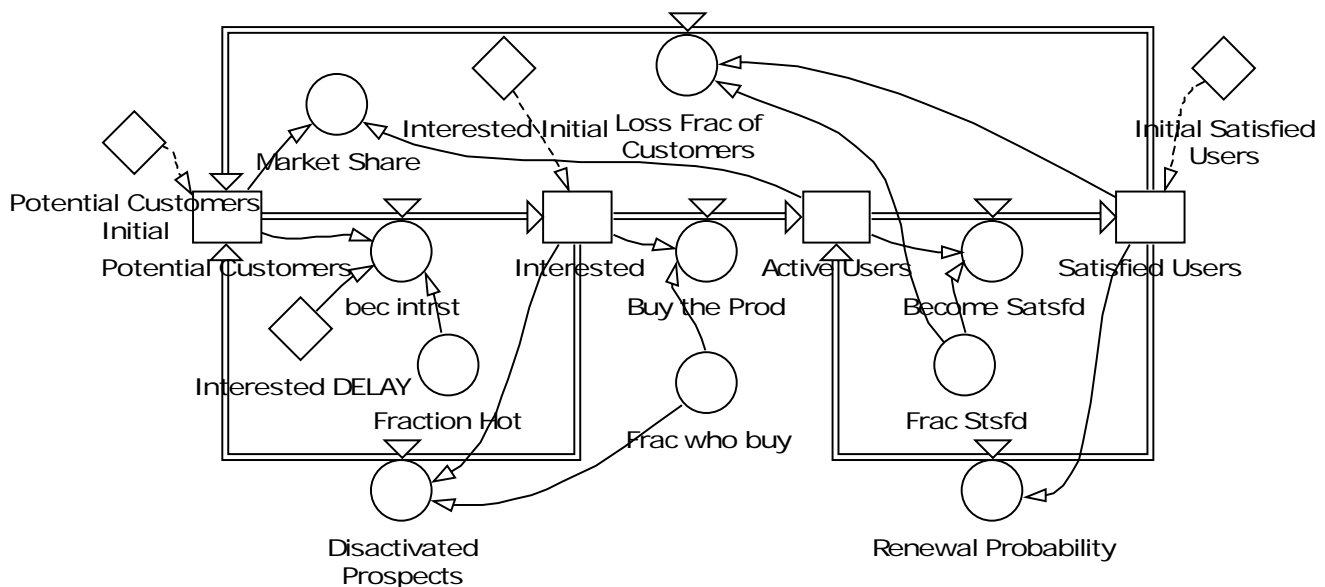 Interested Initial
Loss Frac of
Customers
Initial Satisfied
Users
Market Share
Potential Customers
Initial
Potential Customers
Interested
Active Users
Satisfied Users
bec intrst
Buy the Prod
Become Satsfd
Interested DELAY
Fraction Hot
Frac who buy
Frac Stsfd
Disactivated
Prospects
Renewal Probability